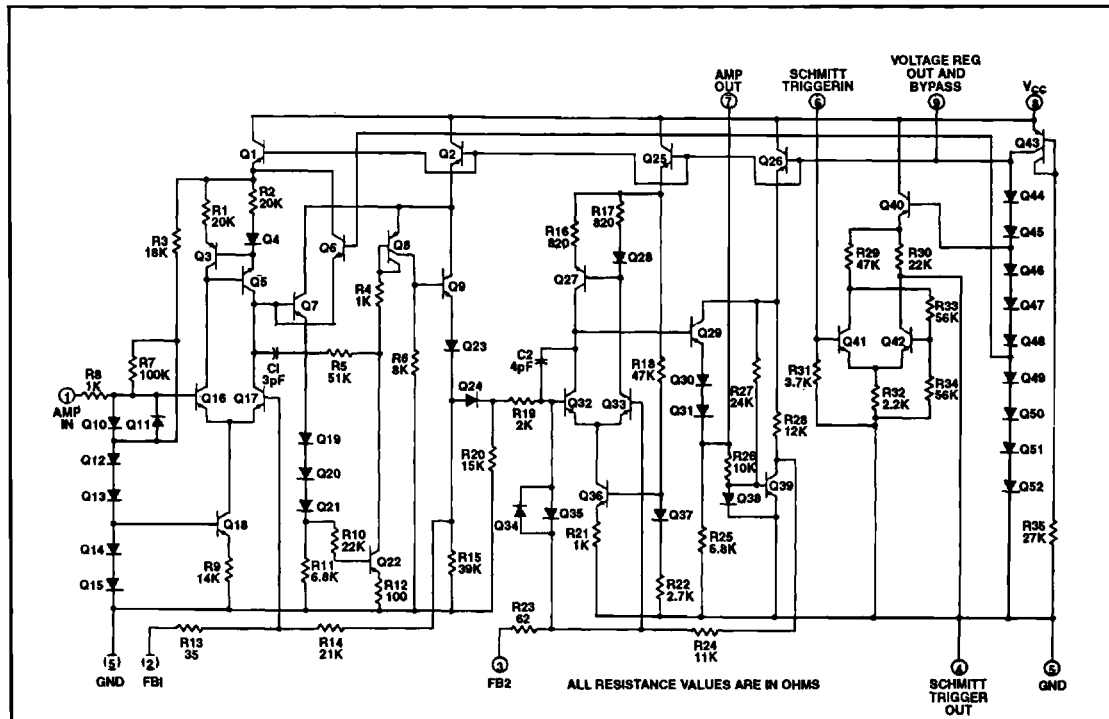 AMP
OUT
7
SCHMITT
TRIGGERIN
6
VOLTAGE REG
OUT AND
BYPASS
9
VCC
8
Q1
Q2
Q25
Q26
Q43
R1
20K
R2
20K
Q4
R3
18K
Q3
Q5
Q6
Q7
Q8
R4
1K
Q9
R16
820
R17
820
Q27
Q28
Q40
Q44
Q45
R29
47K
R30
22K
Q46
Q47
Q48
R33
56K
R7
100K
R8
1K
1
AMP
IN
Q10
Q11
Q16
Q17
C1
3pF
R5
51K
R6
8K
Q23
Q24
C2
4pF
R19
2K
Q32
Q33
R18
47K
Q29
Q30
Q31
R27
24K
R28
12K
Q41
Q42
R31
3.7K
R32
2.2K
R34
56K
Q49
Q50
Q51
Q52
Q12
Q13
Q14
Q15
Q18
R9
14K
Q19
Q20
Q21
R10
22K
R11
6.8K
Q22
R12
100
R20
15K
R15
39K
Q34
Q35
Q36
R21
1K
Q37
R22
2.7K
R26
10K
Q38
Q39
R25
6.8K
R35
27K
R13
35
R14
21K
R23
62
R24
11K
5
GND
2
FB1
3
FB2
ALL RESISTANCE VALUES ARE IN OHMS
4
SCHMITT
TRIGGER
OUT
5
GND